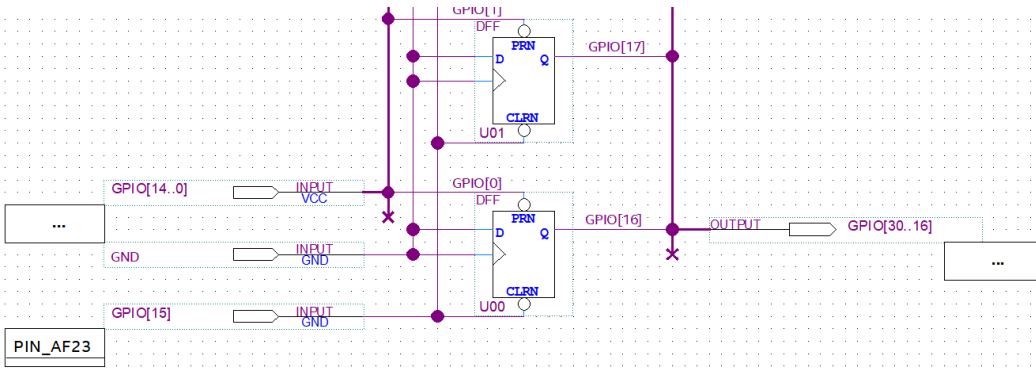 GPIO[1]
DFF
PRN
D
Q
GPIO[17]
CLRN
U01
GPIO[14..0]
INPUT
VCC
GPIO[0]
DFF
PRN
D
Q
GPIO[16]
OUTPUT
GPIO[30..16]
...
...
GND
INPUT
GND
CLRN
U00
GPIO[15]
INPUT
GND
PIN_AF23